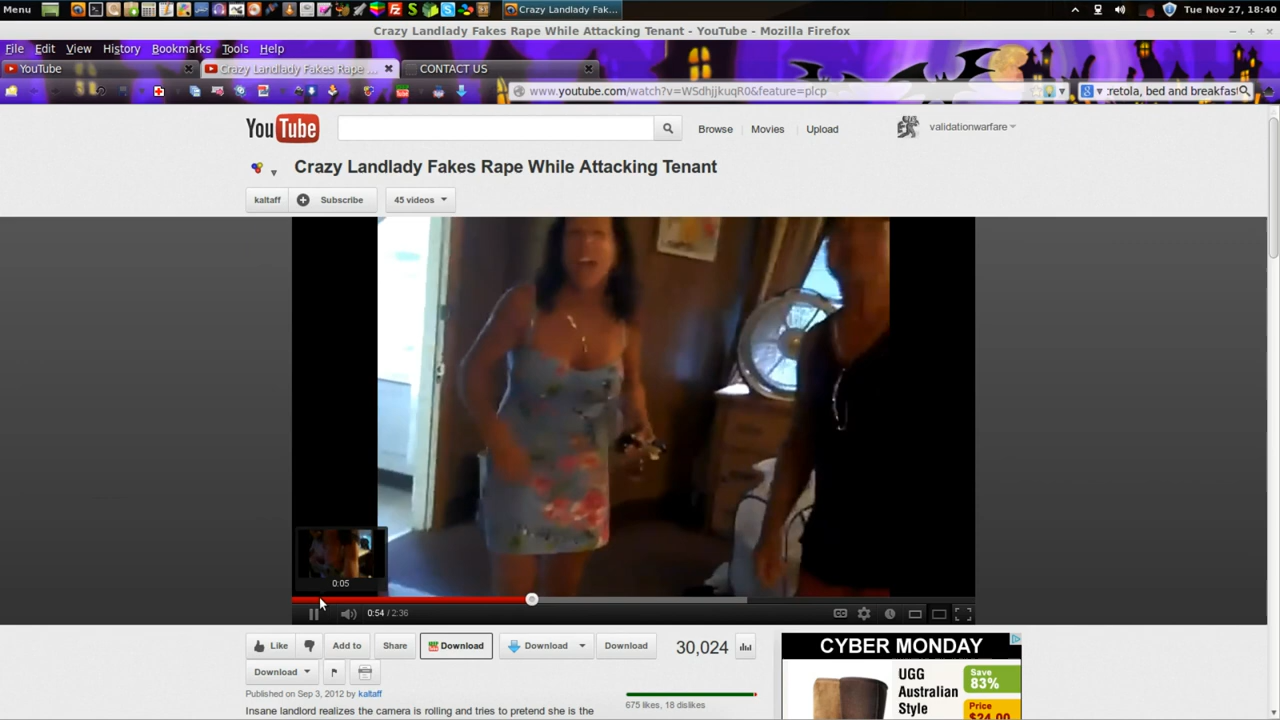 Menu Crazy Landlady Fak... Tue Nov 27, 18:40
Crazy Landlady Fakes Rape While Attacking Tenant - YouTube - Mozilla Firefox
File Edit View History Bookmarks Tools Help
YouTube Crazy Landlady Fakes Rape ... CONTACT US
www.youtube.com/watch?v=WSdhjjkuqR0&feature=plcp :retola, bed and breakfast
YouTube Browse Movies Upload validationwarfare
Crazy Landlady Fakes Rape While Attacking Tenant
kaltaff Subscribe 45 videos
0:05
0:54 / 2:36
Like Add to Share Download Download Download 30,024
Download
Published on Sep 3, 2012 by kaltaff
675 likes, 18 dislikes
Insane landlord realizes the camera is rolling and tries to pretend she is the
CYBER MONDAY
UGG
Australian
Style
Save
83%
Price
$24.00